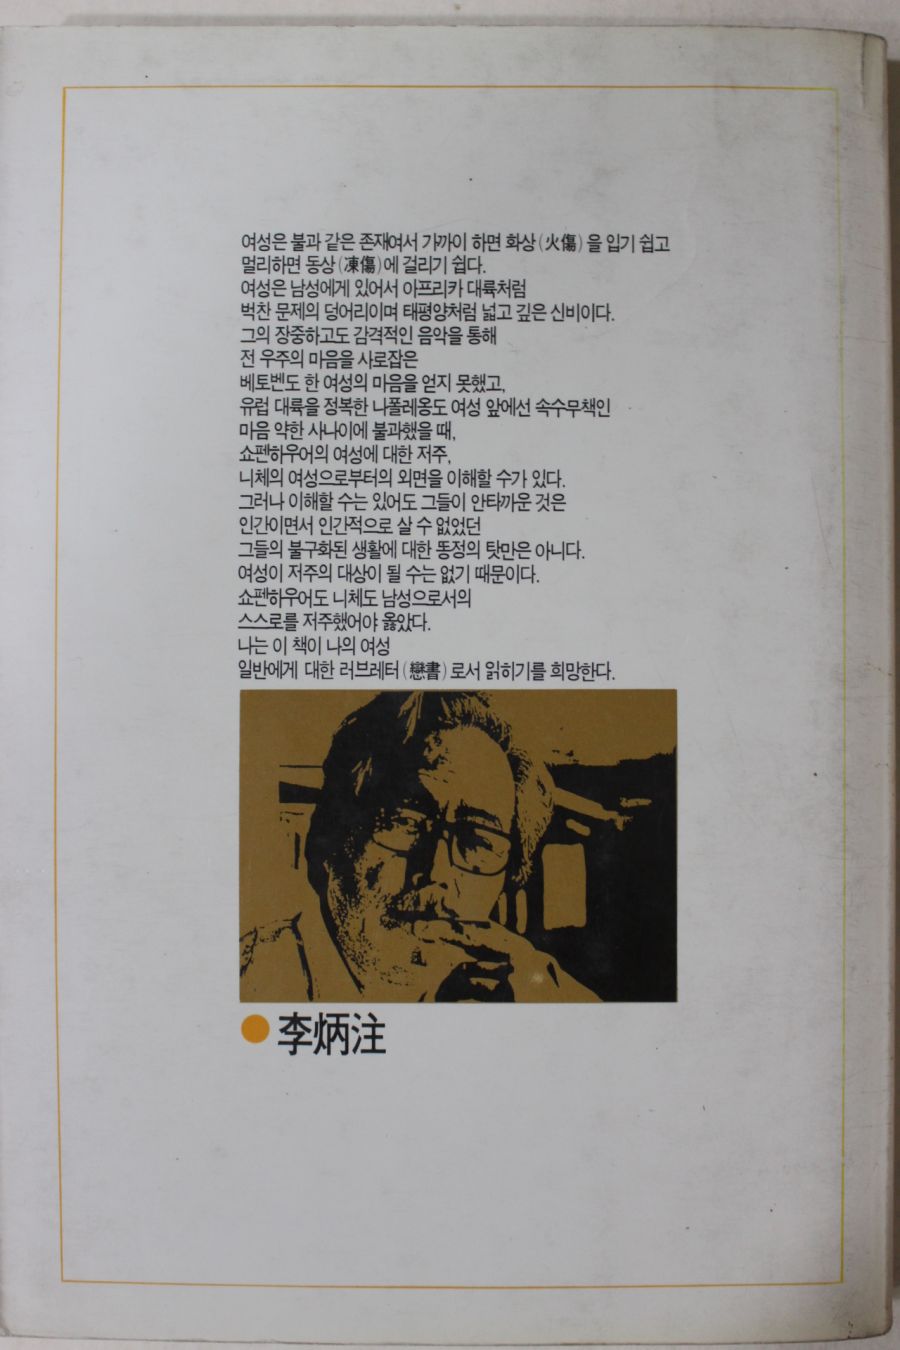 여성은 불과 같은 존재여서 가까이 하면 화상(火傷)을 입기 쉽고
멀리하면 동상(凍傷)에 걸리기 쉽다.
여성은 남성에게 있어서 아프리카 대륙처럼
벅찬 문제의 덩어리이며 태평양처럼 넓고 깊은 신비이다.
그의 장중하고도 감격적인 음악을 통해
전 우주의 마음을 사로잡은
베토벤도 한 여성의 마음을 얻지 못했고,
유럽 대륙을 정복한 나폴레옹도 여성 앞에선 속수무책인
마음 약한 사나이에 불과했을 때,
쇼펜하우어의 여성에 대한 저주,
니체의 여성으로부터의 외면을 이해할 수가 있다.
그러나 이해할 수는 있어도 그들이 안타까운 것은
인간이면서 인간적으로 살 수 없었던
그들의 불구화된 생활에 대한 동정의 탓만은 아니다.
여성이 저주의 대상이 될 수는 없기 때문이다.
쇼펜하우어도 니체도 남성으로서의
스스로를 저주했어야 옳았다.
나는 이 책이 나의 여성
일반에게 대한 러브레터(戀書)로서 읽히기를 희망한다.
李炳注